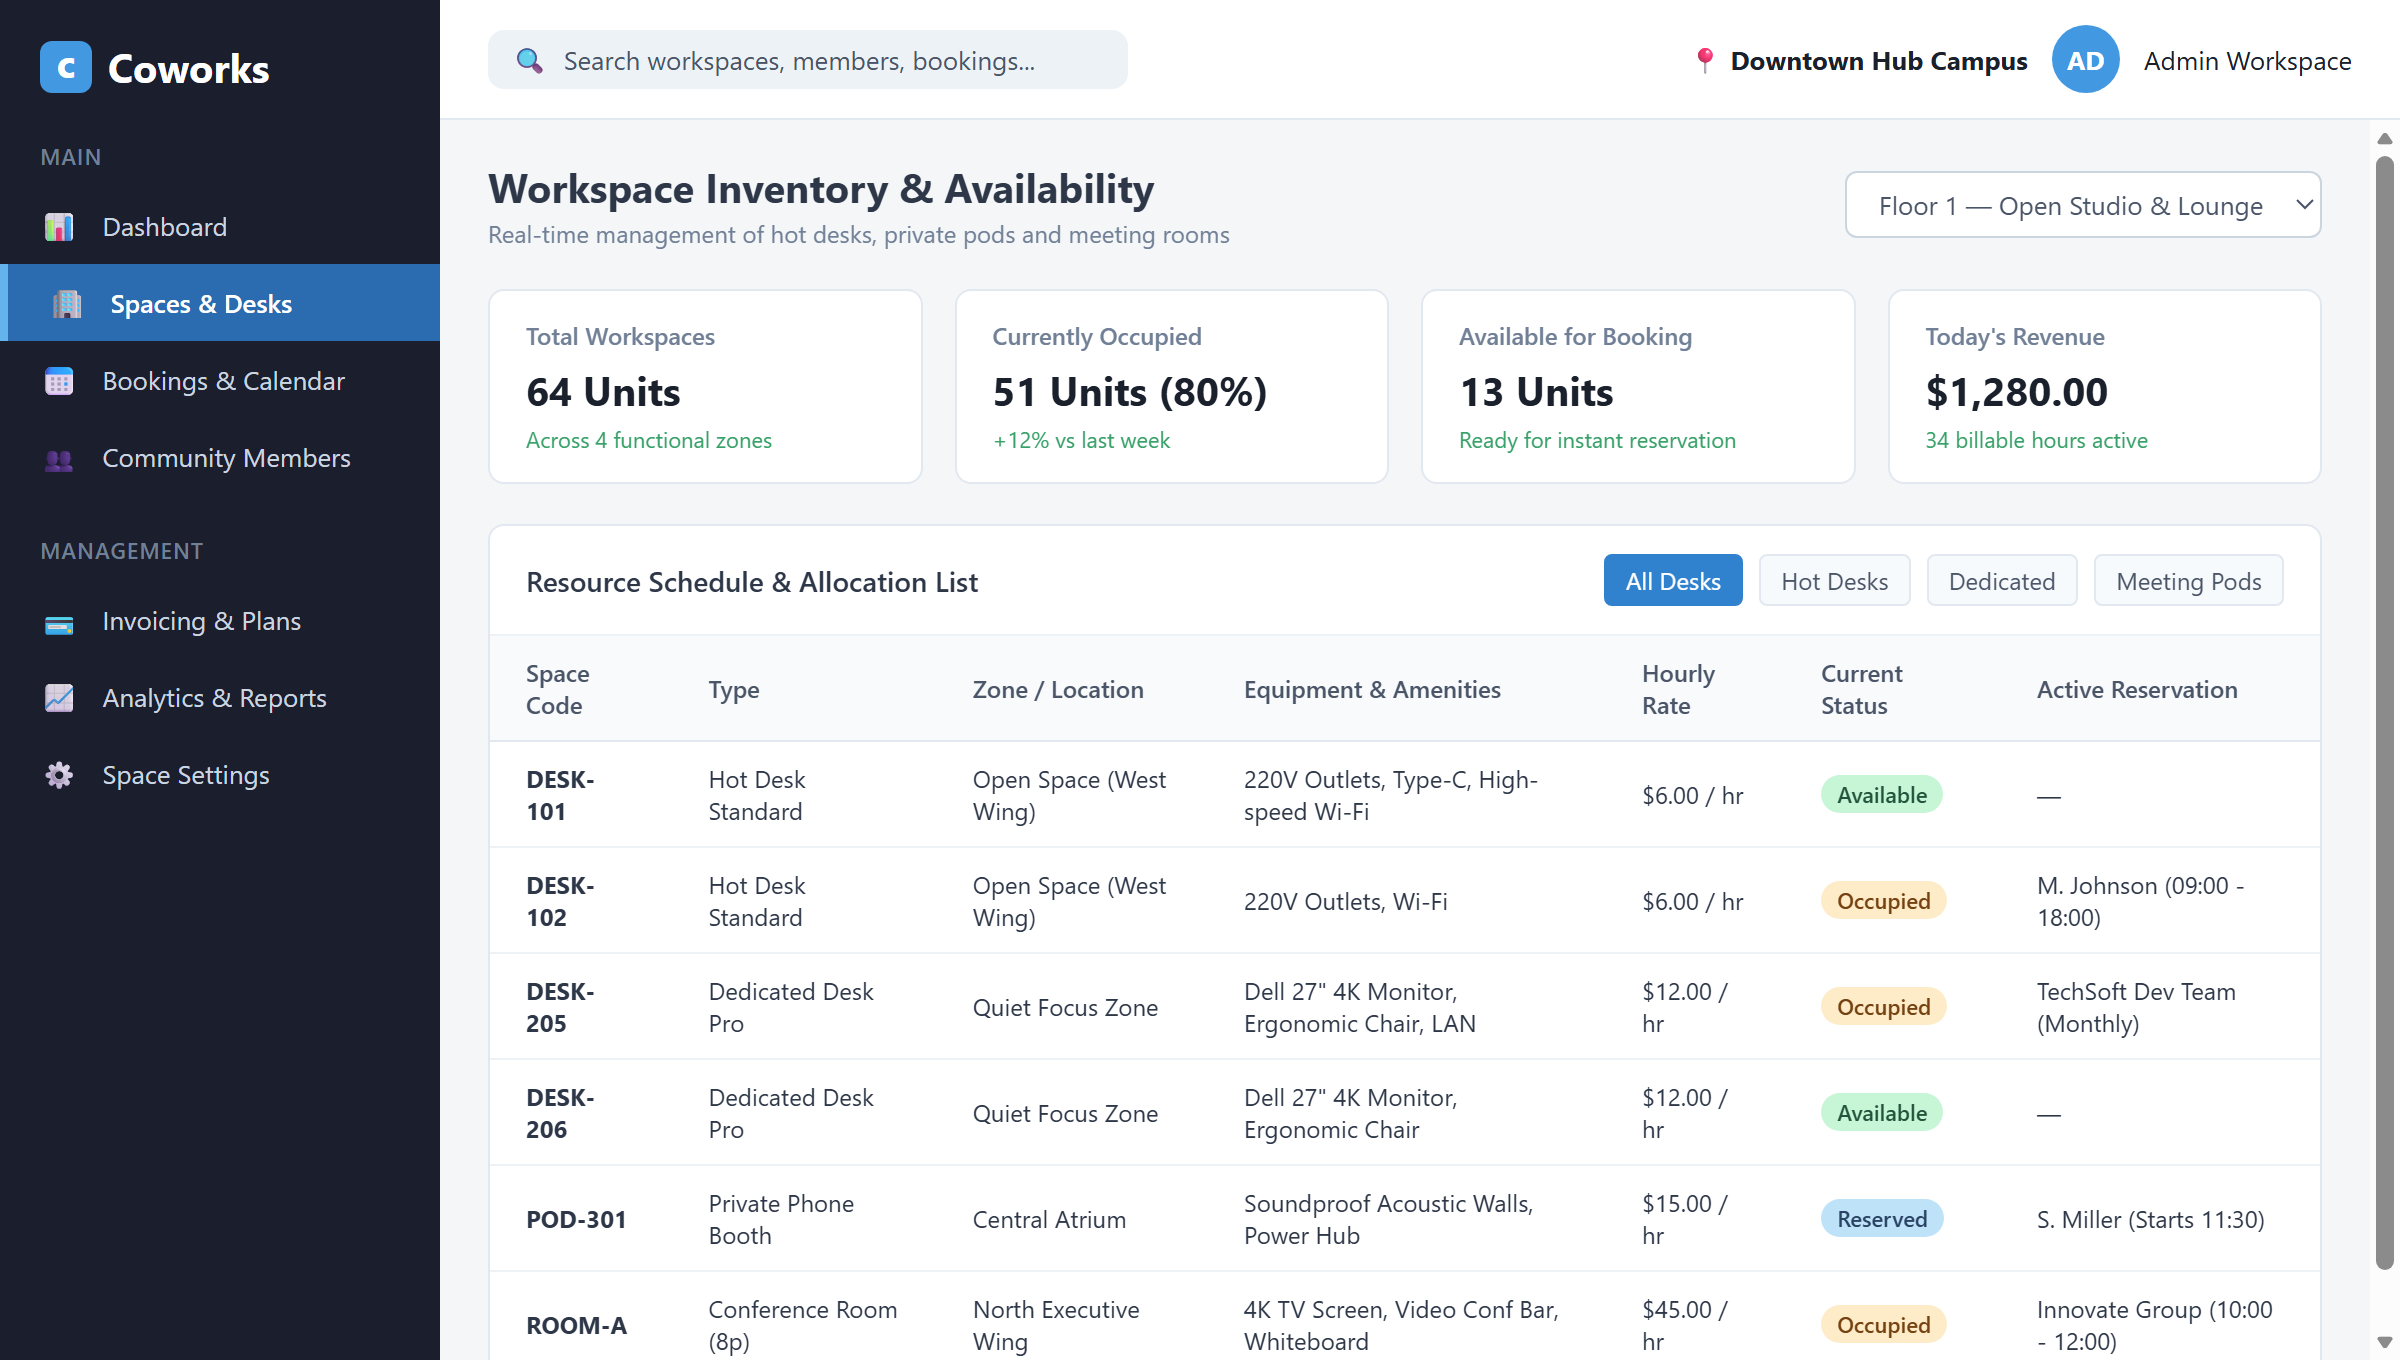 c Coworks
MAIN
Dashboard
Spaces & Desks
Bookings & Calendar
Community Members
MANAGEMENT
Invoicing & Plans
Analytics & Reports
Space Settings
Search workspaces, members, bookings...
Downtown Hub Campus
AD
Admin Workspace
Workspace Inventory & Availability
Real-time management of hot desks, private pods and meeting rooms
Floor 1 — Open Studio & Lounge
Total Workspaces
64 Units
Across 4 functional zones
Currently Occupied
51 Units (80%)
+12% vs last week
Available for Booking
13 Units
Ready for instant reservation
Today's Revenue
$1,280.00
34 billable hours active
Resource Schedule & Allocation List
All Desks
Hot Desks
Dedicated
Meeting Pods
Space
Code
Type
Zone / Location
Equipment & Amenities
Hourly
Rate
Current
Status
Active Reservation
DESK-
101
Hot Desk
Standard
Open Space (West
Wing)
220V Outlets, Type-C, High-
speed Wi-Fi
$6.00 / hr
Available
—
DESK-
102
Hot Desk
Standard
Open Space (West
Wing)
220V Outlets, Wi-Fi
$6.00 / hr
Occupied
M. Johnson (09:00 -
18:00)
DESK-
205
Dedicated Desk
Pro
Quiet Focus Zone
Dell 27" 4K Monitor,
Ergonomic Chair, LAN
$12.00 /
hr
Occupied
TechSoft Dev Team
(Monthly)
DESK-
206
Dedicated Desk
Pro
Quiet Focus Zone
Dell 27" 4K Monitor,
Ergonomic Chair
$12.00 /
hr
Available
—
POD-301
Private Phone
Booth
Central Atrium
Soundproof Acoustic Walls,
Power Hub
$15.00 /
hr
Reserved
S. Miller (Starts 11:30)
ROOM-A
Conference Room
(8p)
North Executive
Wing
4K TV Screen, Video Conf Bar,
Whiteboard
$45.00 /
hr
Occupied
Innovate Group (10:00
- 12:00)